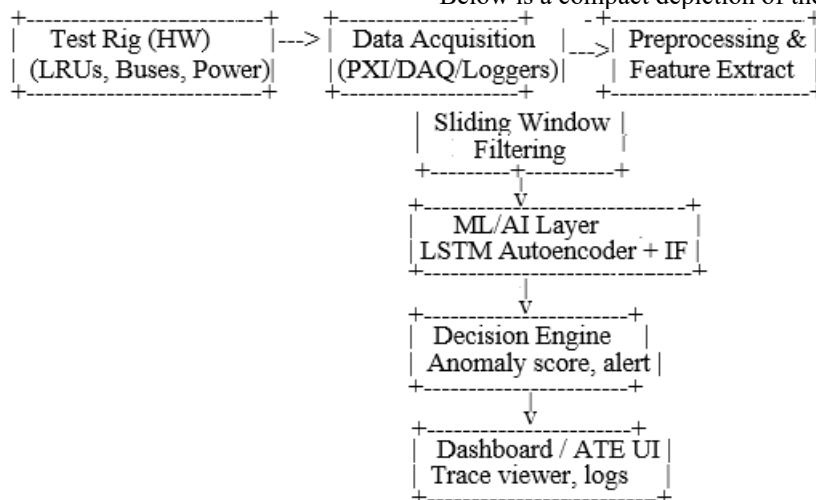 Below is a compact depiction of the
Test Rig (HW) ---> Data Acquisition ---> Preprocessing &
(LRUs, Buses, Power) (PXI/DAQ/Loggers) Feature Extract
Sliding Window
Filtering
v
ML/AI Layer
LSTM Autoencoder + IF
v
Decision Engine
Anomaly score, alert
v
Dashboard / ATE UI
Trace viewer, logs